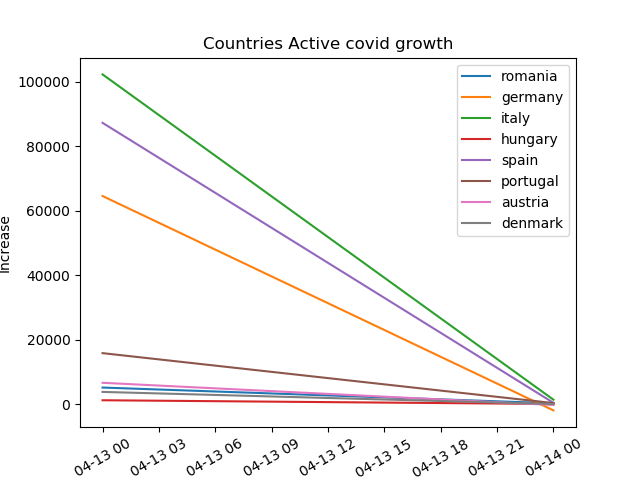 Countries Active covid growth
Increase
100000
80000
60000
40000
20000
0
romania
germany
italy
hungary
spain
portugal
austria
denmark
04-13 00
04-13 03
04-13 06
04-13 09
04-13 12
04-13 15
04-13 18
04-13 21
04-14 00